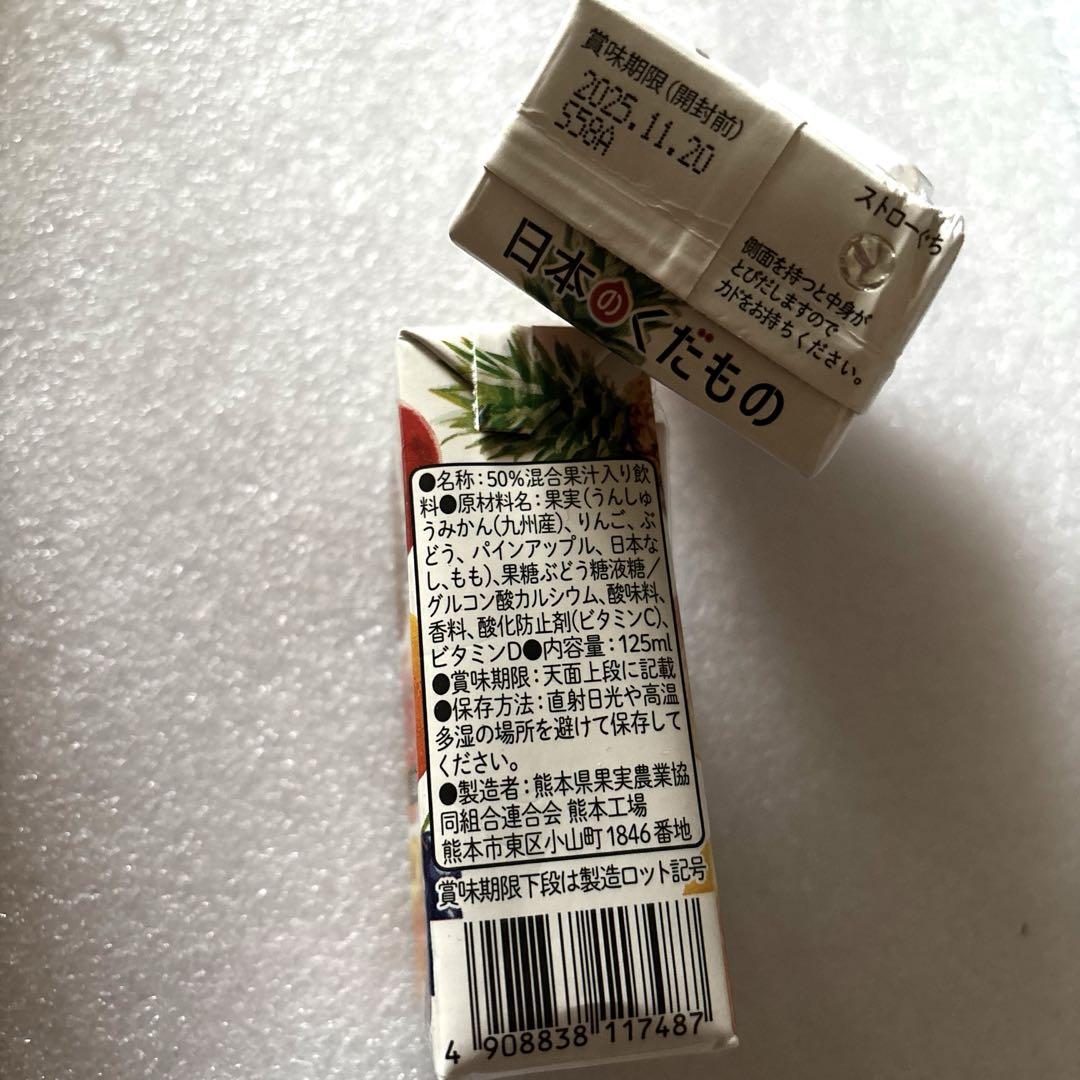 賞味期限(開封前)
2025.11.20
S58A
ストローぐち
側面を持つと中身が
とびだしますので
カドをお持ちください。
日本のくだもの
●名称：50%混合果汁入り飲
料●原材料名：果実(うんしゅ
うみかん(九州産)、りんご、ぶ
どう、パインアップル、日本な
し、もも)、果糖ぶどう糖液糖／
グルコン酸カルシウム、酸味料、
香料、酸化防止剤(ビタミンC)、
ビタミンD●内容量：125ml
●賞味期限：天面上段に記載
●保存方法：直射日光や高温
多湿の場所を避けて保存して
ください。
●製造者：熊本県果実農業協
同組合連合会 熊本工場
熊本市東区小山町1846番地
賞味期限下段は製造ロット記号
4 908838 117487